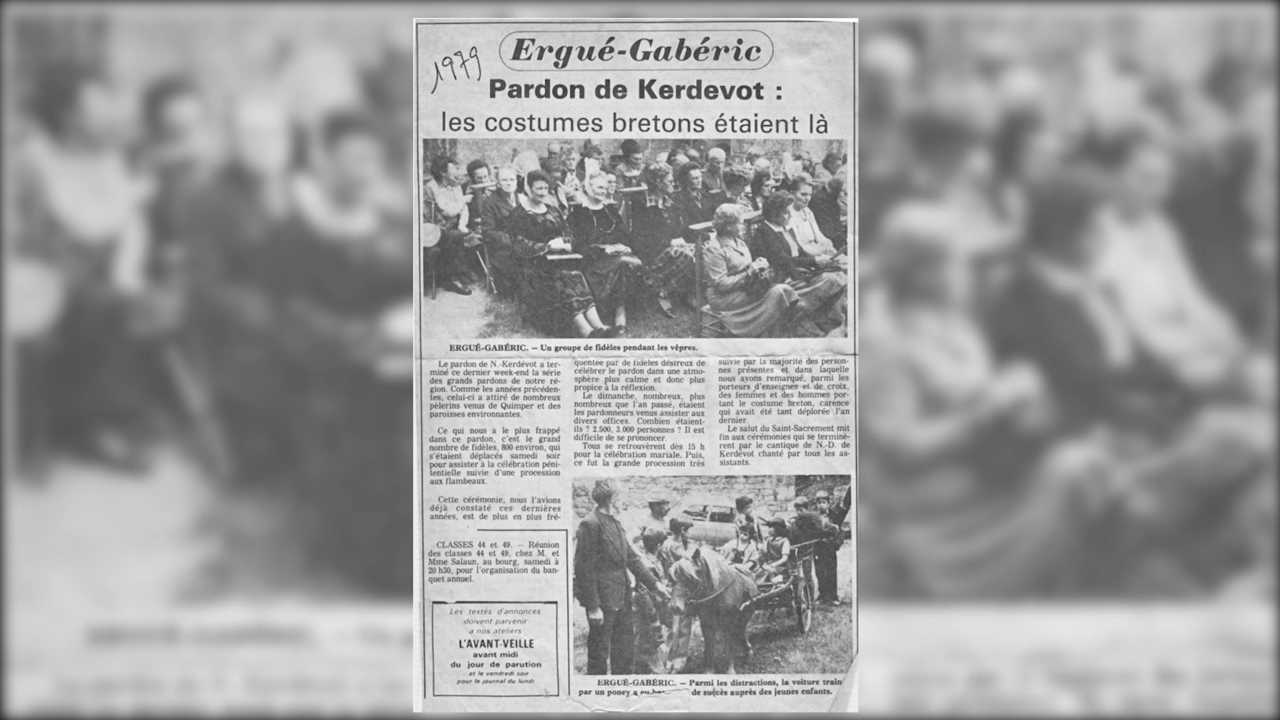 1979
Ergué-Gabéric
Pardon de Kerdevot :
les costumes bretons étaient là
ERGUÉ-GABÉRIC. — Un groupe de fidèles pendant les vêpres.
Le pardon de N.-Kerdévot a ter-
miné ce dernier week-end la série
des grands pardons de notre ré-
gion. Comme les années précéden-
tes, celui-ci a attiré de nombreux
pèlerins venus de Quimper et des
paroisses environnantes.
Ce qui nous a le plus frappé
dans ce pardon, c'est le grand
nombre de fidèles, 800 environ, qui
s'étaient déplacés samedi soir
pour assister à la célébration péni-
tentielle suivie d'une procession
aux flambeaux.
Cette cérémonie, nous l'avions
déjà constaté ces dernières
années, est de plus en plus fré-
quentée par de fidèles désireux de
célébrer le pardon dans une atmo-
sphère plus calme et donc plus
propice à la réflexion.
Le dimanche, nombreux, plus
nombreux que l'an passé, étaient
les pardonneurs venus assister aux
divers offices. Combien étaient-
ils ? 2.500, 3.000 personnes ? Il est
difficile de se prononcer.
Tous se retrouvèrent dès 15 h
pour la célébration mariale. Puis,
ce fut la grande procession très
suivie par la majorité des person-
nes présentes et dans laquelle
nous avons remarqué, parmi les
porteurs d'enseignes et de croix,
des femmes et des hommes por-
tant le costume breton, carence
qui avait été tant déplorée l'an
dernier.
Le salut du Saint-Sacrement mit
fin aux cérémonies qui se terminè-
rent par le cantique de N.-D. de
Kerdévot chanté par tous les as-
sistants.
CLASSES 44 et 49. — Réunion
des classes 44 et 49, chez M. et
Mme Salaun, au bourg, samedi à
20 h30, pour l'organisation du ban-
quet annuel.
Les textes d'annonces
doivent parvenir
a nos ateliers
L'AVANT-VEILLE
avant midi
du jour de parution
et le vendredi soir
pour le journal du lundi
ERGUÉ-GABÉRIC. — Parmi les distractions, la voiture train
par un poney a de succès auprès des jeunes enfants.